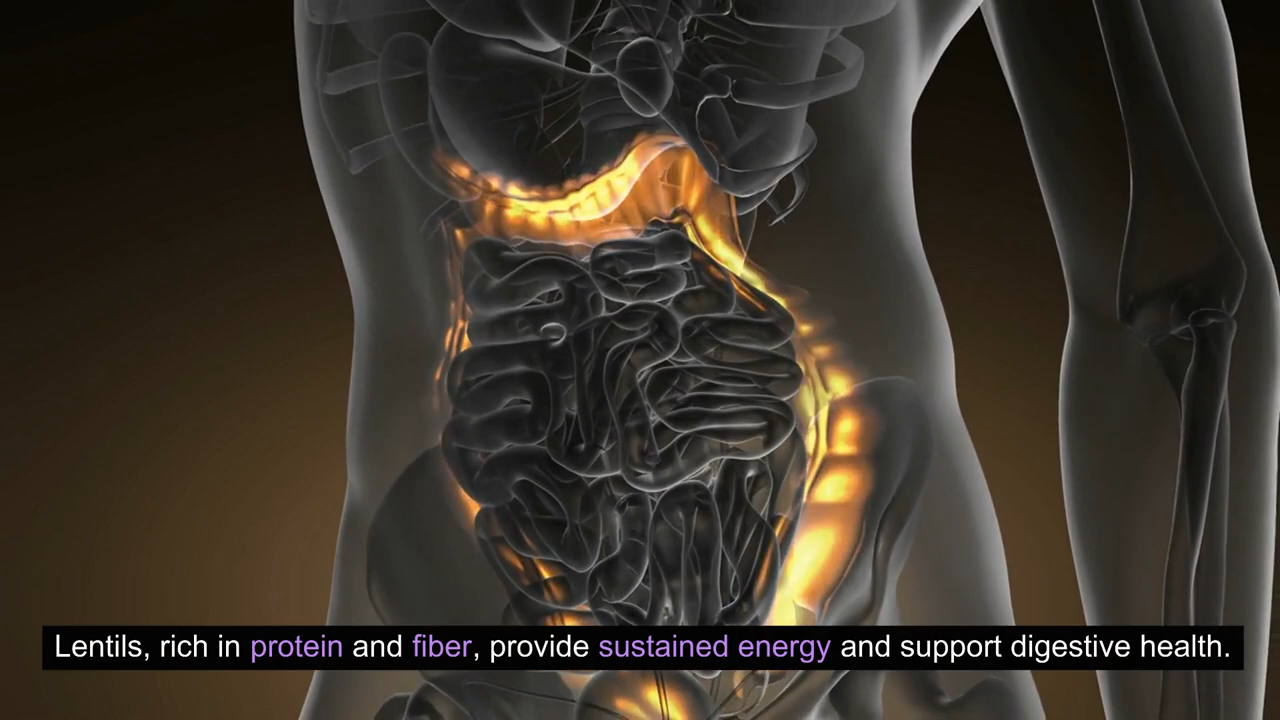 Lentils, rich in protein and fiber, provide sustained energy and support digestive health.